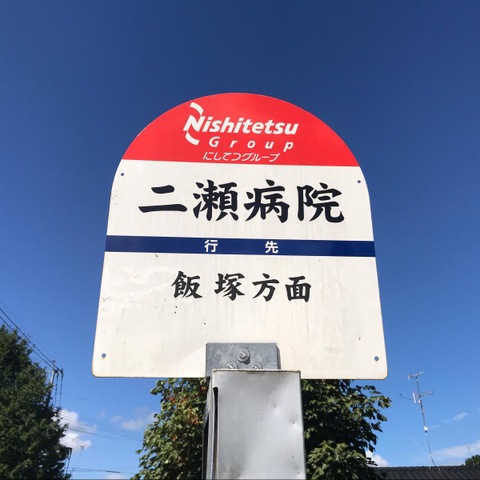 Nishitetsu
Group
にしてつグループ
二瀬病院
行先
飯塚方面